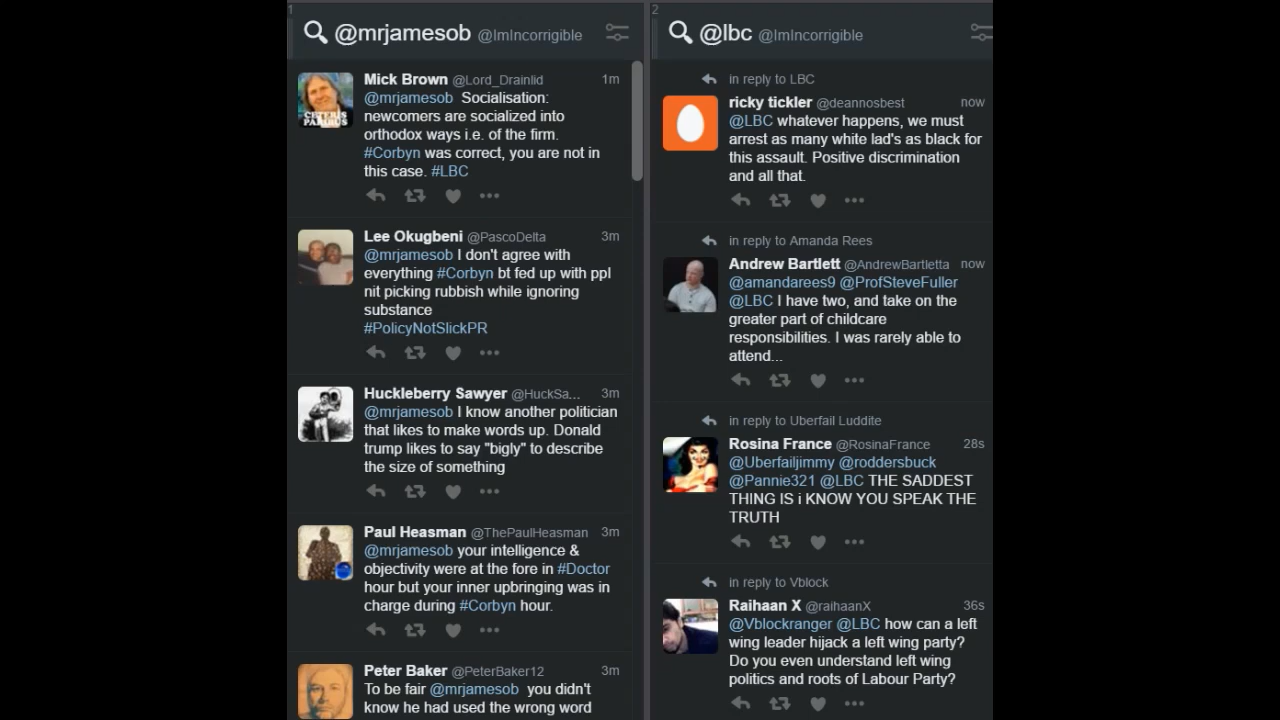 1
@mrjamesob @ImIncorrigible
Mick Brown @Lord_Drainlid 1m
@mrjamesob Socialisation:
newcomers are socialized into
orthodox ways i.e. of the firm.
#Corbyn was correct, you are not in
this case. #LBC
CETERIS
PARIBUS
Lee Okugbeni @PascoDelta 3m
@mrjamesob I don't agree with
everything #Corbyn bt fed up with ppl
nit picking rubbish while ignoring
substance
#PolicyNotSlickPR
Huckleberry Sawyer @HuckSa... 3m
@mrjamesob I know another politician
that likes to make words up. Donald
trump likes to say "bigly" to describe
the size of something
Paul Heasman @ThePaulHeasman 3m
@mrjamesob your intelligence &
objectivity were at the fore in #Doctor
hour but your inner upbringing was in
charge during #Corbyn hour.
Peter Baker @PeterBaker12 3m
To be fair @mrjamesob you didn't
know he had used the wrong word
2
@lbc @ImIncorrigible
in reply to LBC
ricky tickler @deannosbest now
@LBC whatever happens, we must
arrest as many white lad's as black for
this assault. Positive discrimination
and all that.
in reply to Amanda Rees
Andrew Bartlett @AndrewBartletta now
@amandarees9 @ProfSteveFuller
@LBC I have two, and take on the
greater part of childcare
responsibilities. I was rarely able to
attend...
in reply to Uberfail Luddite
Rosina France @RosinaFrance 28s
@Uberfailjimmy @roddersbuck
@Pannie321 @LBC THE SADDEST
THING IS i KNOW YOU SPEAK THE
TRUTH
in reply to Vblock
Raihaan X @raihaanX 36s
@Vblockranger @LBC how can a left
wing leader hijack a left wing party?
Do you even understand left wing
politics and roots of Labour Party?